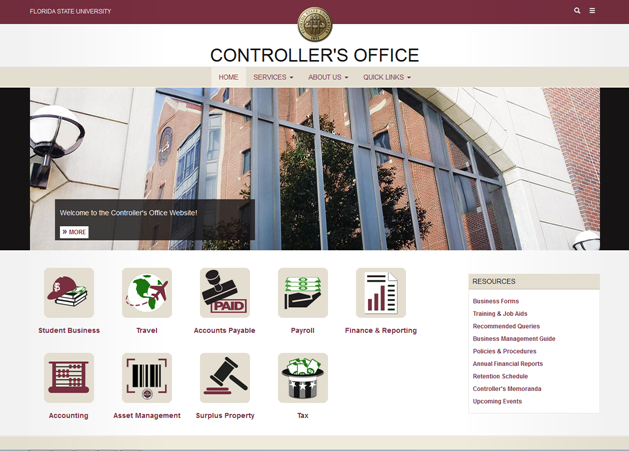 FLORIDA STATE UNIVERSITY
CONTROLLER'S OFFICE
HOME SERVICES ABOUT US QUICK LINKS
Welcome to the Controller's Office Website!
» MORE
PAID
Student Business Travel Accounts Payable Payroll Finance & Reporting
Accounting Asset Management Surplus Property Tax
RESOURCES
Business Forms
Training & Job Aids
Recommended Queries
Business Management Guide
Policies & Procedures
Annual Financial Reports
Retention Schedule
Controller's Memoranda
Upcoming Events